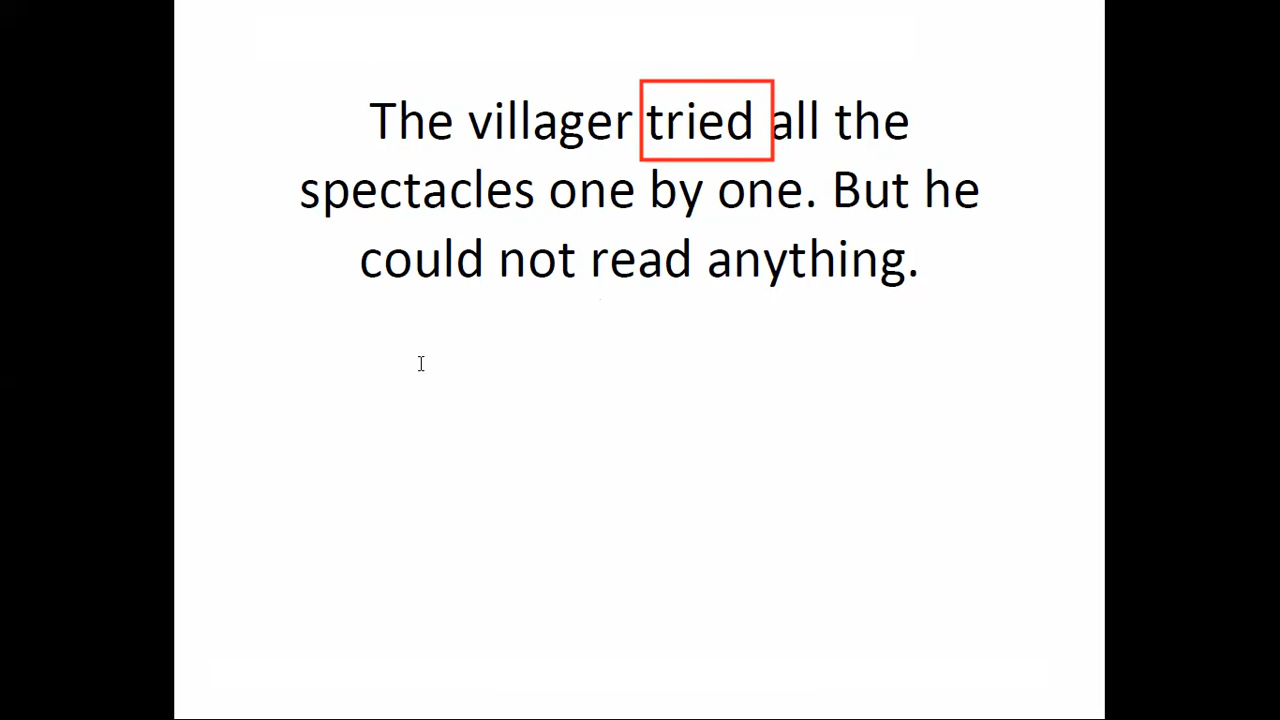 The villager tried all the
spectacles one by one. But he
could not read anything.